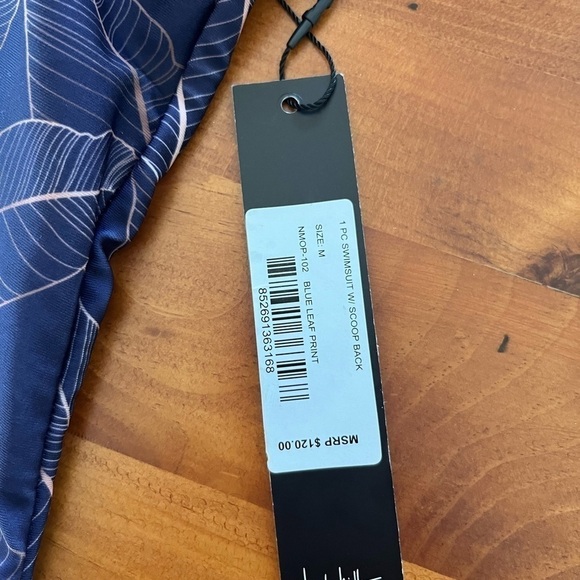 1 PC SWIMSUIT W/ SCOOP BACK
SIZE: M
NMOP-102 BLUE LEAF PRINT
852691363168
MSRP $120.00